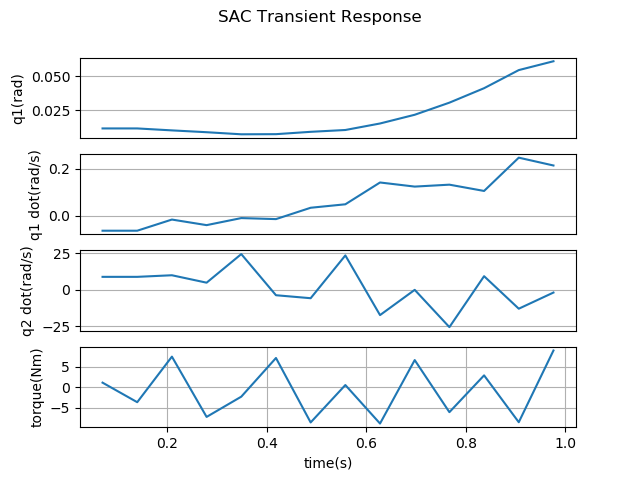 SAC Transient Response
0.050
0.025
q1(rad)
0.2
0.0
q1 dot(rad/s)
25
0
−25
q2 dot(rad/s)
5
0
−5
torque(Nm)
0.2 0.4 0.6 0.8 1.0
time(s)